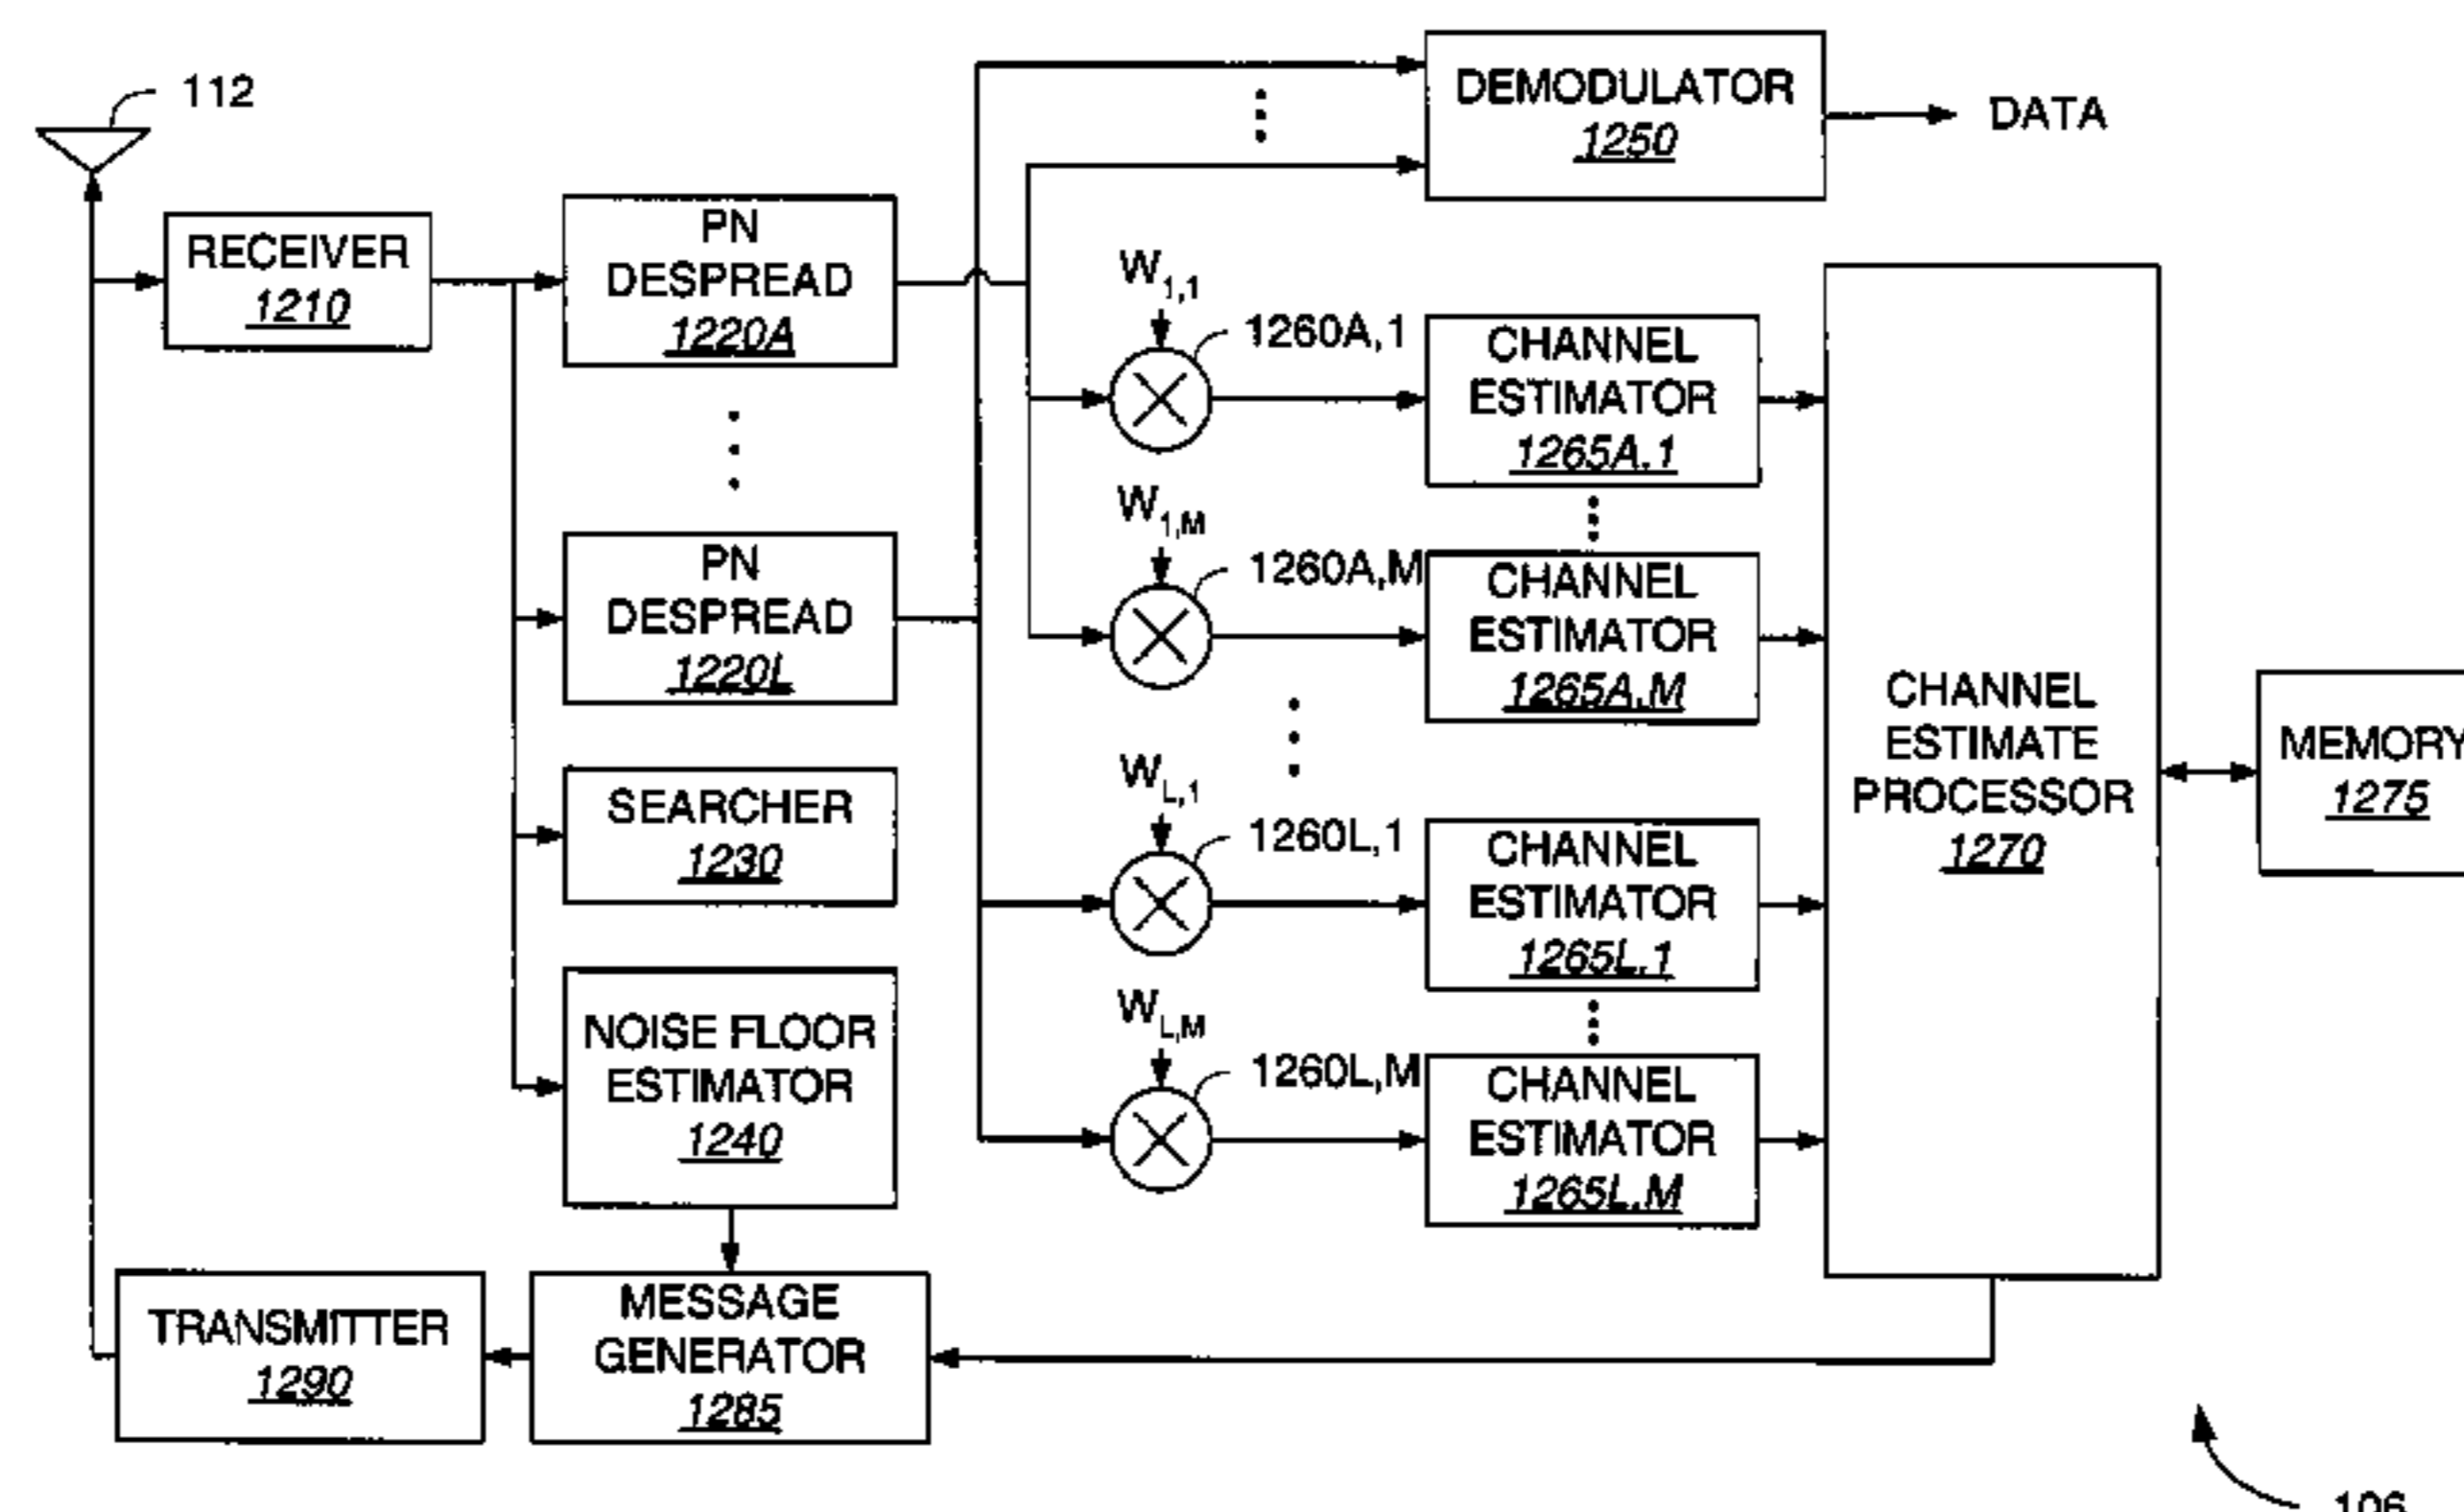 112
RECEIVER
1210
PN
DESPREAD
1220A
PN
DESPREAD
1220L
SEARCHER
1230
NOISE FLOOR
ESTIMATOR
1240
MESSAGE
GENERATOR
1285
TRANSMITTER
1290
DEMODULATOR
1250
DATA
W1,1
1260A,1
CHANNEL
ESTIMATOR
1265A,1
W1,M
1260A,M
CHANNEL
ESTIMATOR
1265A,M
WL,1
1260L,1
CHANNEL
ESTIMATOR
1265L,1
WL,M
1260L,M
CHANNEL
ESTIMATOR
1265L,M
CHANNEL
ESTIMATE
PROCESSOR
1270
MEMORY
1275
106